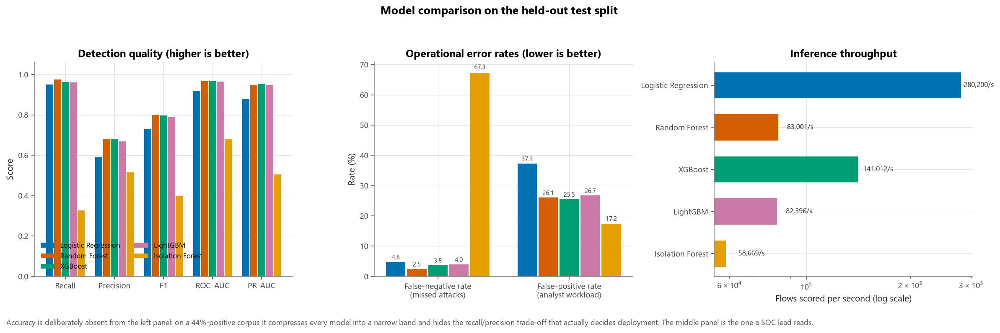 Model comparison on the held-out test split
Detection quality (higher is better)
Score
1.0
0.8
0.6
0.4
0.2
0.0
Logistic Regression
Random Forest
XGBoost
LightGBM
Isolation Forest
Recall
Precision
F1
ROC-AUC
PR-AUC
Operational error rates (lower is better)
Rate (%)
70
60
50
40
30
20
10
0
4.8
2.5
3.8
4.0
67.3
37.3
26.1
25.5
26.7
17.2
False-negative rate
(missed attacks)
False-positive rate
(analyst workload)
Inference throughput
Logistic Regression
280,200/s
Random Forest
83,001/s
XGBoost
141,012/s
LightGBM
82,396/s
Isolation Forest
58,669/s
6 × 10⁴
10⁵
2 × 10⁵
3 × 10⁵
Flows scored per second (log scale)
Accuracy is deliberately absent from the left panel: on a 44%-positive corpus it compresses every model into a narrow band and hides the recall/precision trade-off that actually decides deployment. The middle panel is the one a SOC lead reads.